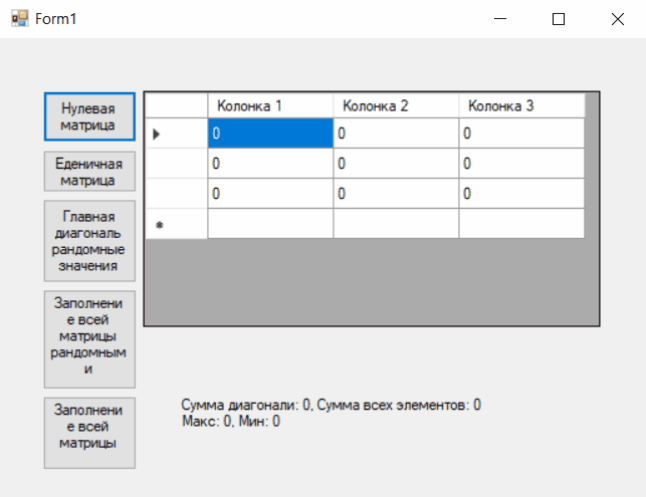 Form1
Нулевая
матрица
Еденичная
матрица
Главная
диагональ
рандомные
значения
Заполнени
е всей
матрицы
рандомным
и
Заполнени
е всей
матрицы
Колонка 1 Колонка 2 Колонка 3
0 0 0
0 0 0
0 0 0
Сумма диагонали: 0, Сумма всех элементов: 0
Макс: 0, Мин: 0